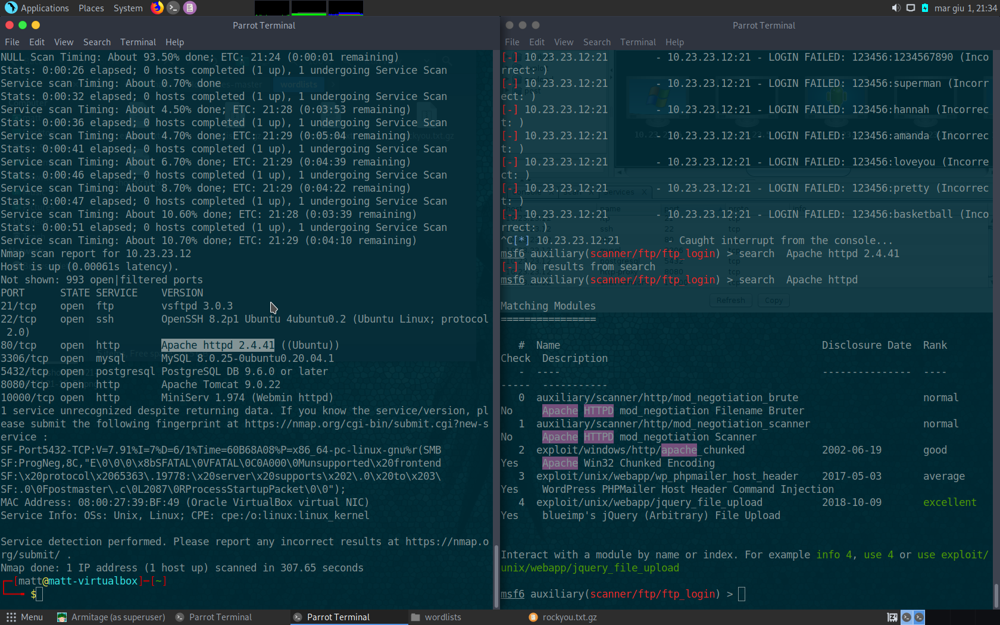 Applications Places System
mar giu 1, 21:34
Parrot Terminal
File Edit View Search Terminal Help
NULL Scan Timing: About 93.50% done; ETC: 21:24 (0:00:01 remaining)
Stats: 0:00:26 elapsed; 0 hosts completed (1 up), 1 undergoing Service Scan
Service scan Timing: About 0.70% done
Stats: 0:00:32 elapsed; 0 hosts completed (1 up), 1 undergoing Service Scan
Service scan Timing: About 4.50% done; ETC: 21:28 (0:03:53 remaining)
Stats: 0:00:36 elapsed; 0 hosts completed (1 up), 1 undergoing Service Scan
Service scan Timing: About 4.70% done; ETC: 21:29 (0:05:04 remaining)
Stats: 0:00:41 elapsed; 0 hosts completed (1 up), 1 undergoing Service Scan
Service scan Timing: About 6.70% done; ETC: 21:29 (0:04:39 remaining)
Stats: 0:00:46 elapsed; 0 hosts completed (1 up), 1 undergoing Service Scan
Service scan Timing: About 8.70% done; ETC: 21:29 (0:04:22 remaining)
Stats: 0:00:47 elapsed; 0 hosts completed (1 up), 1 undergoing Service Scan
Service scan Timing: About 10.60% done; ETC: 21:28 (0:03:39 remaining)
Stats: 0:00:51 elapsed; 0 hosts completed (1 up), 1 undergoing Service Scan
Service scan Timing: About 10.70% done; ETC: 21:29 (0:04:10 remaining)
Nmap scan report for 10.23.23.12
Host is up (0.00061s latency).
Not shown: 993 open|filtered ports
PORT STATE SERVICE VERSION
21/tcp open ftp vsftpd 3.0.3
22/tcp open ssh OpenSSH 8.2p1 Ubuntu 4ubuntu0.2 (Ubuntu Linux; protocol
2.0)
80/tcp open http Apache httpd 2.4.41 ((Ubuntu))
3306/tcp open mysql MySQL 8.0.25-0ubuntu0.20.04.1
5432/tcp open postgresql PostgreSQL DB 9.6.0 or later
8080/tcp open http Apache Tomcat 9.0.22
10000/tcp open http MiniServ 1.974 (Webmin httpd)
1 service unrecognized despite returning data. If you know the service/version, pl
ease submit the following fingerprint at https://nmap.org/cgi-bin/submit.cgi?new-s
ervice :
SF-Port5432-TCP:V=7.91%I=7%D=6/1%Time=60B68A08%P=x86_64-pc-linux-gnu%r(SMB
SF:ProgNeg,8C,"E\0\0\0\x8bSFATAL\0VFATAL\0C0A000\0Munsupported\x20frontend
SF:\x20protocol\x2065363\.19778:\x20server\x20supports\x202\.0\x20to\x203\
SF:.0\0Fpostmaster\.c\0L2087\0RProcessStartupPacket\0\0");
MAC Address: 08:00:27:39:BF:49 (Oracle VirtualBox virtual NIC)
Service Info: OSs: Unix, Linux; CPE: cpe:/o:linux:linux_kernel
Service detection performed. Please report any incorrect results at https://nmap.o
rg/submit/ .
Nmap done: 1 IP address (1 host up) scanned in 307.65 seconds
[matt@matt-virtualbox]-[~]
$
Parrot Terminal
File Edit View Search Terminal Help
[-] 10.23.23.12:21 - 10.23.23.12:21 - LOGIN FAILED: 123456:1234567890 (Inco
rrect: )
[-] 10.23.23.12:21 - 10.23.23.12:21 - LOGIN FAILED: 123456:superman (Incorr
ect: )
[-] 10.23.23.12:21 - 10.23.23.12:21 - LOGIN FAILED: 123456:hannah (Incorrec
t: )
[-] 10.23.23.12:21 - 10.23.23.12:21 - LOGIN FAILED: 123456:amanda (Incorrec
t: )
[-] 10.23.23.12:21 - 10.23.23.12:21 - LOGIN FAILED: 123456:loveyou (Incorre
ct: )
[-] 10.23.23.12:21 - 10.23.23.12:21 - LOGIN FAILED: 123456:pretty (Incorrec
t: )
[-] 10.23.23.12:21 - 10.23.23.12:21 - LOGIN FAILED: 123456:basketball (Inco
rrect: )
^C[*] 10.23.23.12:21 - Caught interrupt from the console...
msf6 auxiliary(scanner/ftp/ftp_login) > search Apache httpd 2.4.41
[-] No results from search
msf6 auxiliary(scanner/ftp/ftp_login) > search Apache httpd
Refresh Copy
Matching Modules
================
# Name Disclosure Date Rank
Check Description
- ---- --------------- ----
----- -----------
0 auxiliary/scanner/http/mod_negotiation_brute normal
No Apache HTTPD mod_negotiation Filename Bruter
1 auxiliary/scanner/http/mod_negotiation_scanner normal
No Apache HTTPD mod_negotiation Scanner
2 exploit/windows/http/apache_chunked 2002-06-19 good
Yes Apache Win32 Chunked Encoding
3 exploit/unix/webapp/wp_phpmailer_host_header 2017-05-03 average
Yes WordPress PHPMailer Host Header Command Injection
4 exploit/unix/webapp/jquery_file_upload 2018-10-09 excellent
Yes blueimp's jQuery (Arbitrary) File Upload
Interact with a module by name or index. For example info 4, use 4 or use exploit/
unix/webapp/jquery_file_upload
msf6 auxiliary(scanner/ftp/ftp_login) >
Menu Armitage (as superuser) Parrot Terminal Parrot Terminal wordlists rockyou.txt.gz